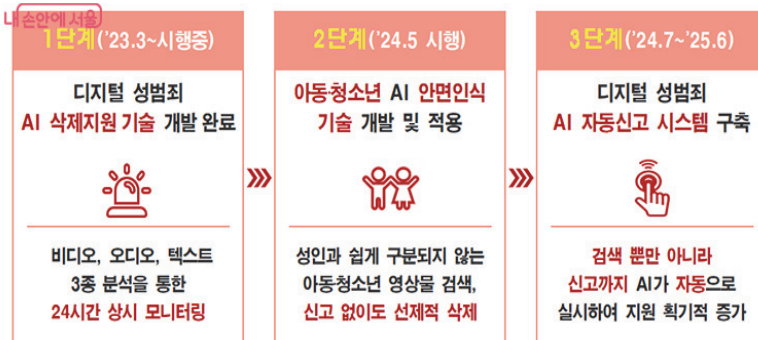 내 손안에 서울
1단계('23.3~시행중)
디지털 성범죄
AI 삭제지원 기술 개발 완료
비디오, 오디오, 텍스트
3종 분석을 통한
24시간 상시 모니터링
2단계('24.5 시행)
아동·청소년 AI 안면인식
기술 개발 및 적용
성인과 쉽게 구분되지 않는
아동청소년 영상물 검색,
신고 없이도 선제적 삭제
3단계('24.7~'25.6)
디지털 성범죄
AI 자동신고 시스템 구축
검색 뿐만 아니라
신고까지 AI가 자동으로
실시하여 지원 획기적 증가